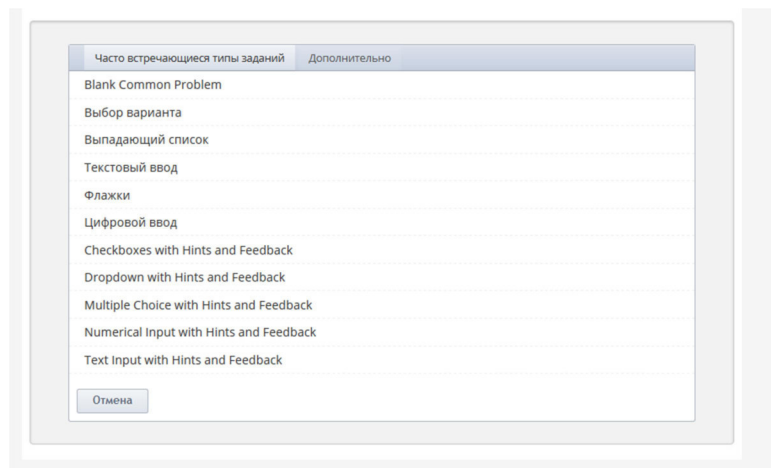 Часто встречающиеся типы заданий Дополнительно
Blank Common Problem
Выбор варианта
Выпадающий список
Текстовый ввод
Флажки
Цифровой ввод
Checkboxes with Hints and Feedback
Dropdown with Hints and Feedback
Multiple Choice with Hints and Feedback
Numerical Input with Hints and Feedback
Text Input with Hints and Feedback
Отмена